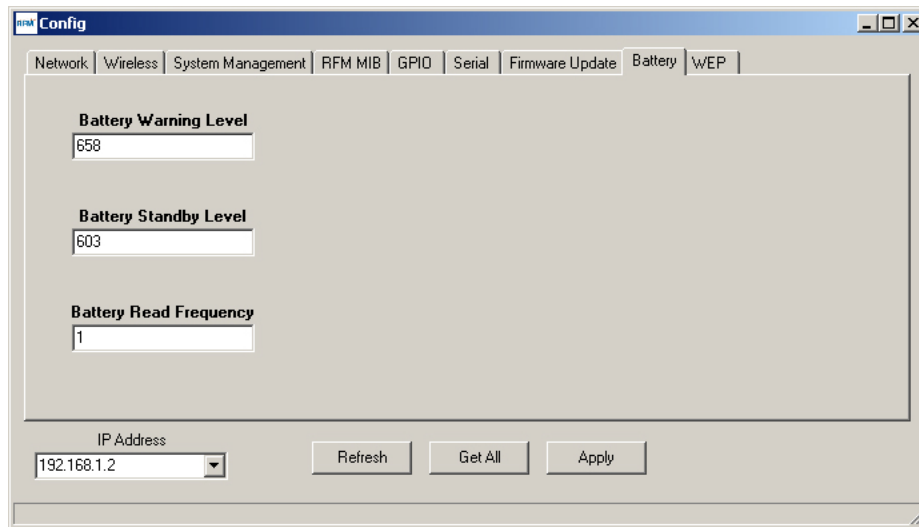 RFM Config
Network Wireless System Management RFM MIB GPIO Serial Firmware Update Battery WEP
Battery Warning Level
658
Battery Standby Level
603
Battery Read Frequency
1
IP Address
192.168.1.2
Refresh Get All Apply